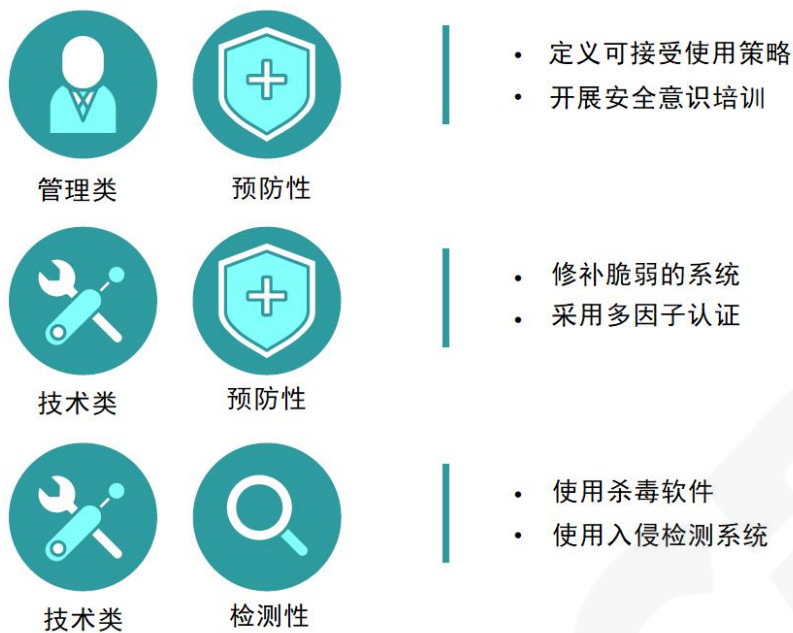 • 定义可接受使用策略
• 开展安全意识培训
管理类 预防性
• 修补脆弱的系统
• 采用多因子认证
技术类 预防性
• 使用杀毒软件
• 使用入侵检测系统
技术类 检测性